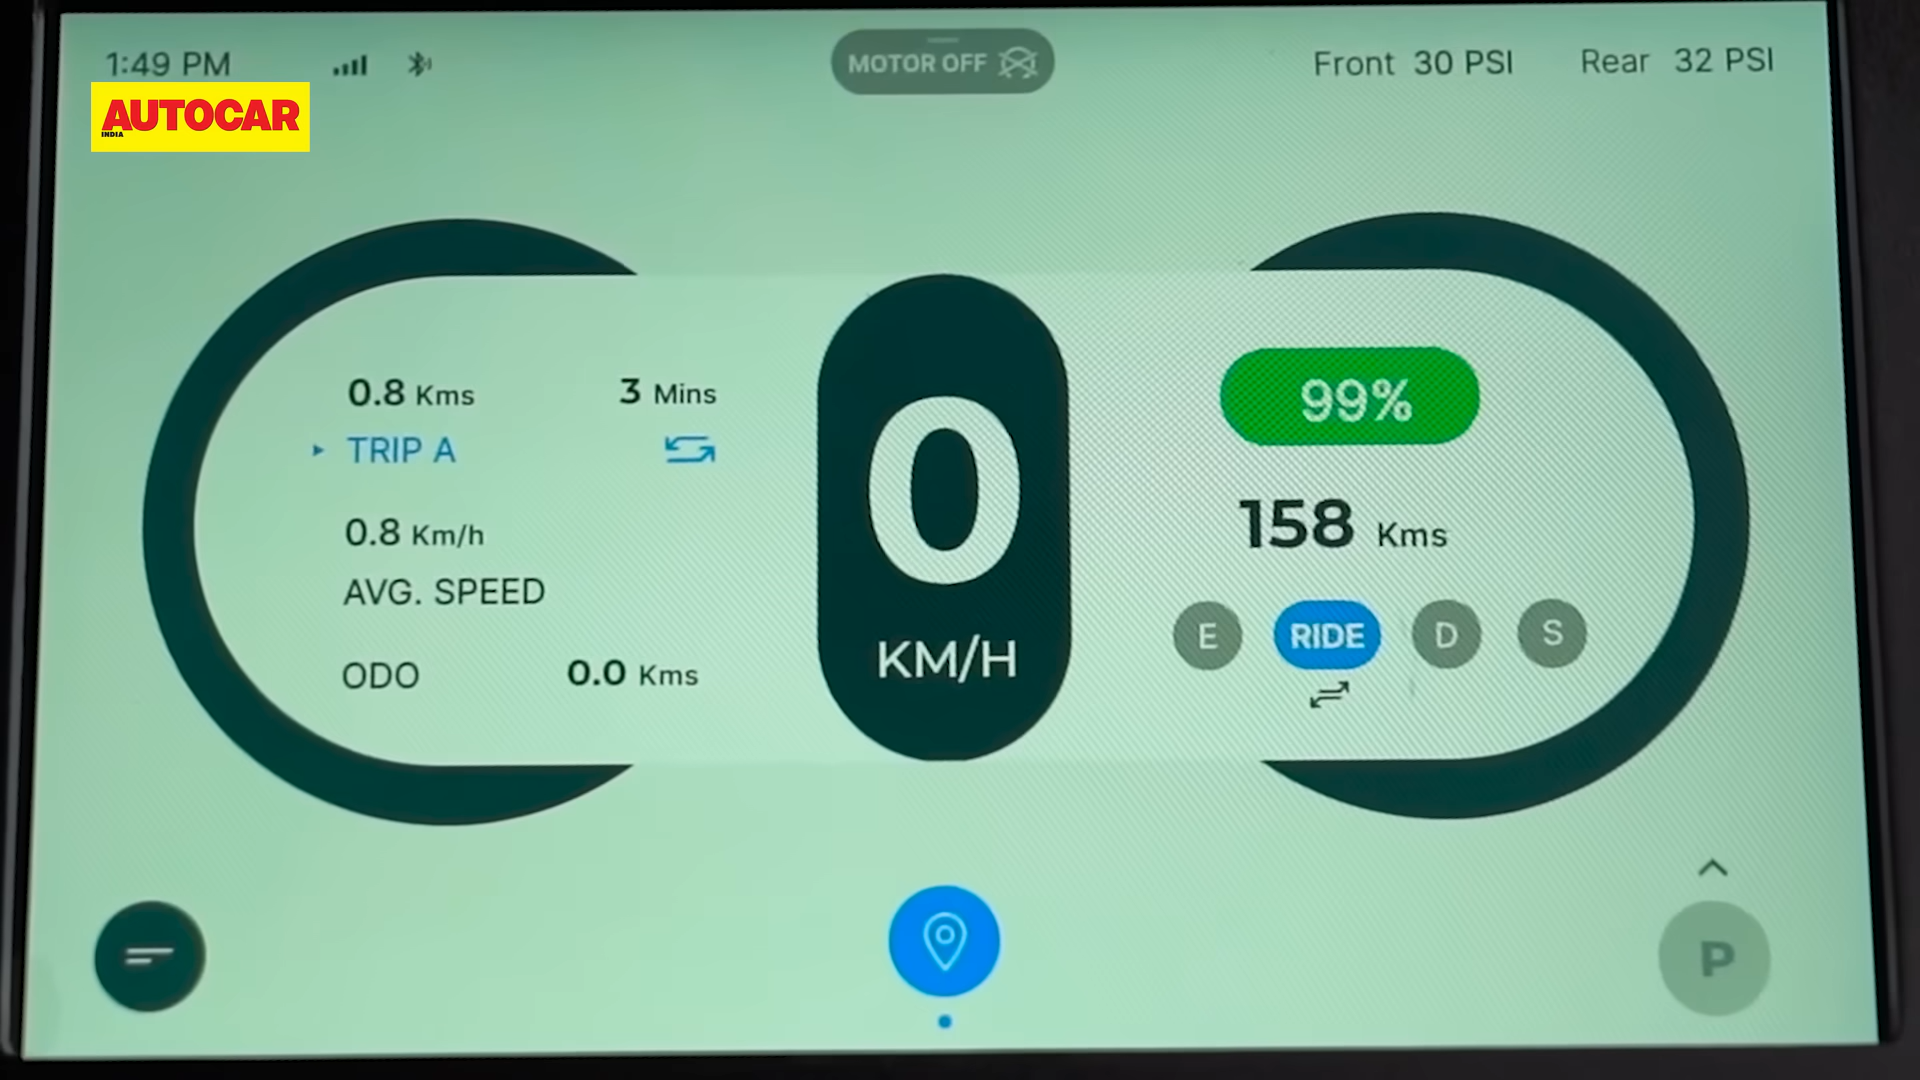 1:49 PM
MOTOR OFF
Front 30 PSI
Rear 32 PSI
AUTOCAR
INDIA
0.8 Kms
3 Mins
TRIP A
0.8 Km/h
AVG. SPEED
ODO 0.0 Kms
0
KM/H
99%
158 Kms
E RIDE D S
P